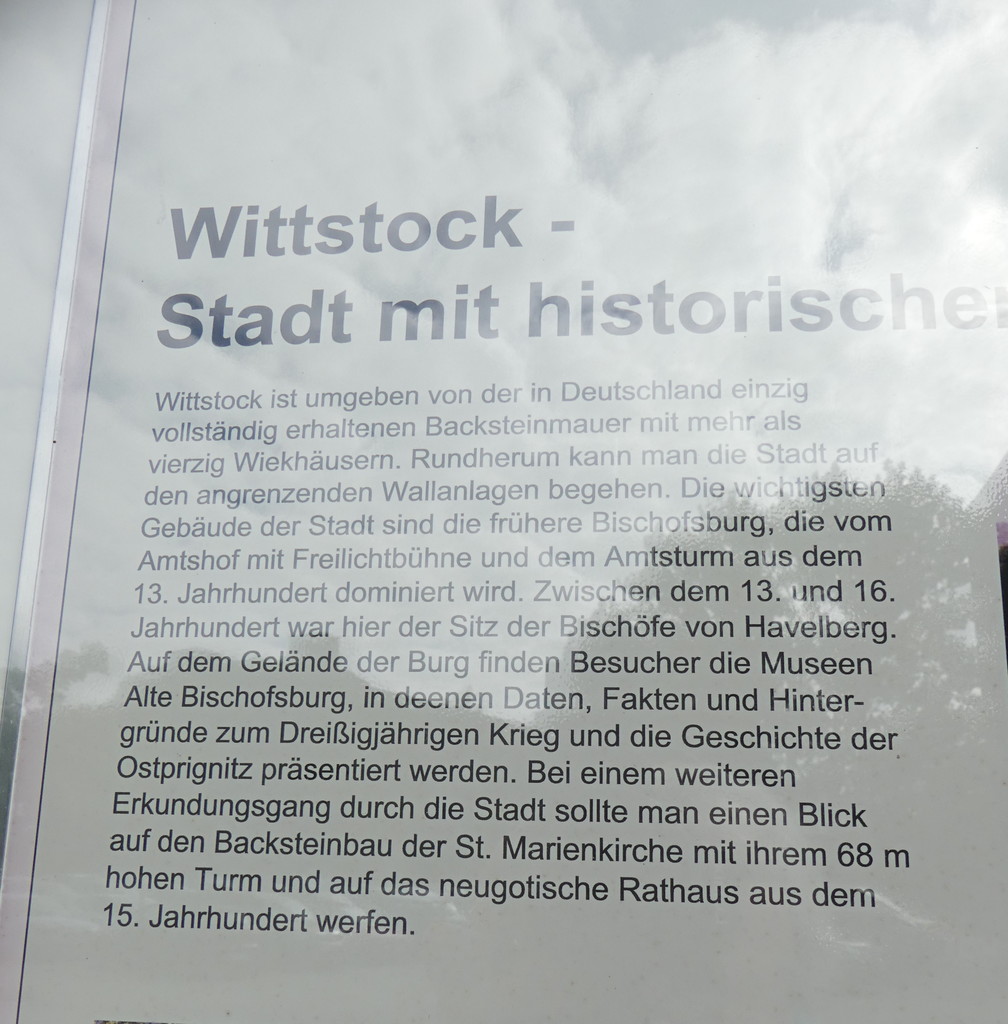 Wittstock -
Stadt mit historische
Wittstock ist umgeben von der in Deutschland einzig
vollständig erhaltenen Backsteinmauer mit mehr als
vierzig Wiekhäusern. Rundherum kann man die Stadt auf
den angrenzenden Wallanlagen begehen. Die wichtigsten
Gebäude der Stadt sind die frühere Bischofsburg, die vom
Amtshof mit Freilichtbühne und dem Amtsturm aus dem
13. Jahrhundert dominiert wird. Zwischen dem 13. und 16.
Jahrhundert war hier der Sitz der Bischöfe von Havelberg.
Auf dem Gelände der Burg finden Besucher die Museen
Alte Bischofsburg, in deenen Daten, Fakten und Hinter-
gründe zum Dreißigjährigen Krieg und die Geschichte der
Ostprignitz präsentiert werden. Bei einem weiteren
Erkundungsgang durch die Stadt sollte man einen Blick
auf den Backsteinbau der St. Marienkirche mit ihrem 68 m
hohen Turm und auf das neugotische Rathaus aus dem
15. Jahrhundert werfen.